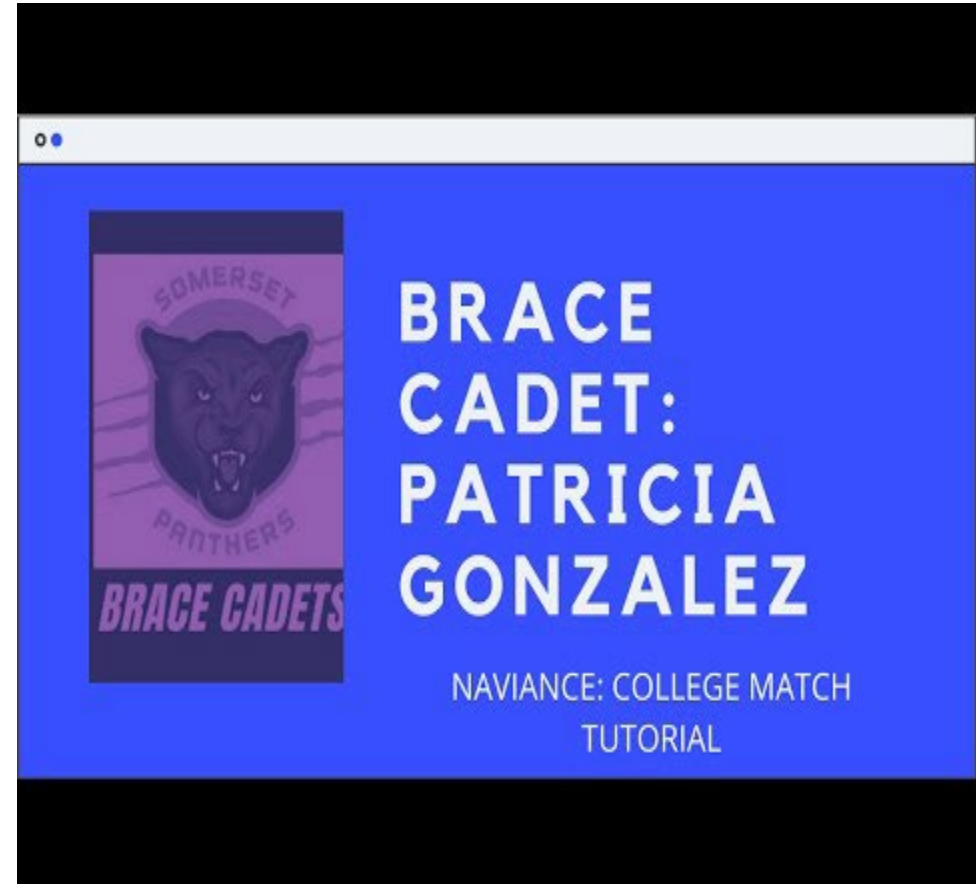 SOMERSET
PANTHERS
BRACE CADETS
BRACE
CADET:
PATRICIA
GONZALEZ
NAVIANCE: COLLEGE MATCH
TUTORIAL